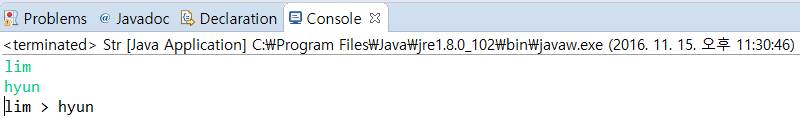 Problems @ Javadoc Declaration Console
<terminated> Str [Java Application] C:₩Program Files₩Java₩jre1.8.0_102₩bin₩javaw.exe (2016. 11. 15. 오후 11:30:46)
lim
hyun
lim > hyun